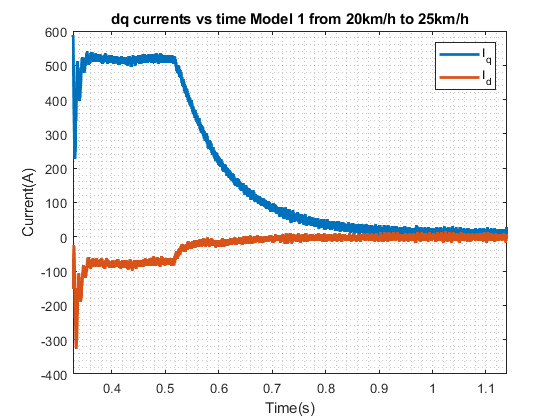 dq currents vs time Model 1 from 20km/h to 25km/h
600
500
400
300
200
100
0
-100
-200
-300
-400
Current(A)
I_q
I_d
0.4 0.5 0.6 0.7 0.8 0.9 1 1.1
Time(s)